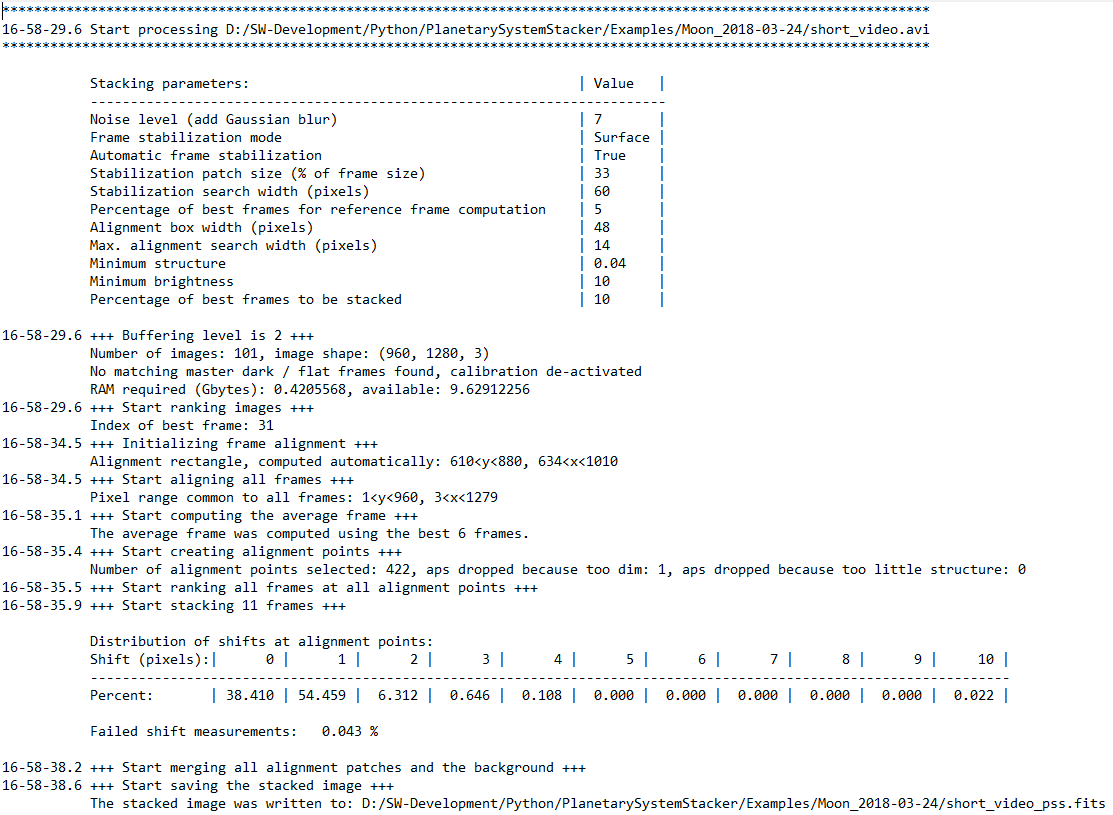 ********************************************************************************************************************
16-58-29.6 Start processing D:/SW-Development/Python/PlanetarySystemStacker/Examples/Moon_2018-03-24/short_video.avi
********************************************************************************************************************
Stacking parameters: | Value |
------------------------------------------------------------------------
Noise level (add Gaussian blur) | 7 |
Frame stabilization mode | Surface |
Automatic frame stabilization | True |
Stabilization patch size (% of frame size) | 33 |
Stabilization search width (pixels) | 60 |
Percentage of best frames for reference frame computation | 5 |
Alignment box width (pixels) | 48 |
Max. alignment search width (pixels) | 14 |
Minimum structure | 0.04 |
Minimum brightness | 10 |
Percentage of best frames to be stacked | 10 |
16-58-29.6 +++ Buffering level is 2 +++
Number of images: 101, image shape: (960, 1280, 3)
No matching master dark / flat frames found, calibration de-activated
RAM required (Gbytes): 0.4205568, available: 9.62912256
16-58-29.6 +++ Start ranking images +++
Index of best frame: 31
16-58-34.5 +++ Initializing frame alignment +++
Alignment rectangle, computed automatically: 610<y<880, 634<x<1010
16-58-34.5 +++ Start aligning all frames +++
Pixel range common to all frames: 1<y<960, 3<x<1279
16-58-35.1 +++ Start computing the average frame +++
The average frame was computed using the best 6 frames.
16-58-35.4 +++ Start creating alignment points +++
Number of alignment points selected: 422, aps dropped because too dim: 1, aps dropped because too little structure: 0
16-58-35.5 +++ Start ranking all frames at all alignment points +++
16-58-35.9 +++ Start stacking 11 frames +++
Distribution of shifts at alignment points:
Shift (pixels):| 0 | 1 | 2 | 3 | 4 | 5 | 6 | 7 | 8 | 9 | 10 |
-------------------------------------------------------------------------------------------------------------------
Percent: | 38.410 | 54.459 | 6.312 | 0.646 | 0.108 | 0.000 | 0.000 | 0.000 | 0.000 | 0.000 | 0.022 |
Failed shift measurements: 0.043 %
16-58-38.2 +++ Start merging all alignment patches and the background +++
16-58-38.6 +++ Start saving the stacked image +++
The stacked image was written to: D:/SW-Development/Python/PlanetarySystemStacker/Examples/Moon_2018-03-24/short_video_pss.fits